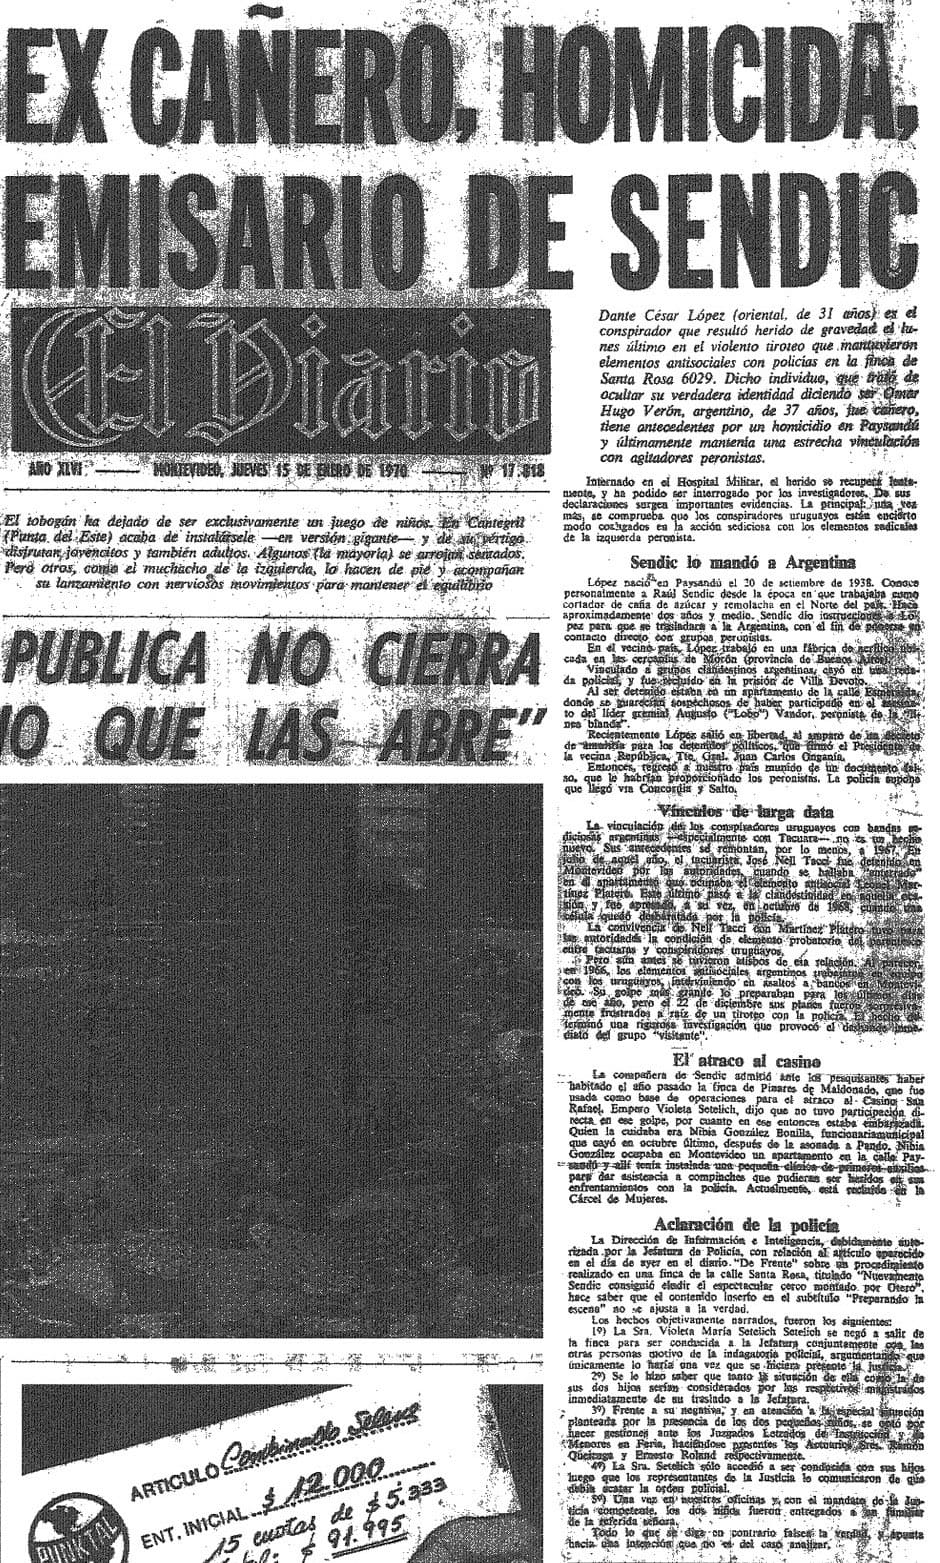 EX CAÑERO, HOMICIDA,
EMISARIO DE SENDIC
El Diario
AÑO XLVI — MONTEVIDEO, JUEVES 15 DE ENERO DE 1970 — Nº 17.818
El tobogán ha dejado de ser exclusivamente un juego de niños. En Cantegril
(Punta del Este) acaba de instalársele —en versión gigante— y de su vértigo
disfrutan jovencitos y también adultos. Algunos (la mayoría) se arrojan sentados.
Pero otros, como el muchacho de la izquierda, lo hacen de pie y acompañan
su lanzamiento con nerviosos movimientos para mantener el equilibrio
PUBLICA NO CIERRA
QUE LAS ABRE”
ARTICULO Combinado
ENT. INICIAL $ 12.000
15 cuotas de $ 5.333
$ 91.995
Dante César López (oriental, de 31 años) es el
conspirador que resultó herido de gravedad el lu-
nes último en el violento tiroteo que mantuvieron
elementos antisociales con policías en la finca de
Santa Rosa 6029. Dicho individuo, que trató de
ocultar su verdadera identidad diciendo ser Omar
Hugo Verón, argentino, de 37 años, fue cañero,
tiene antecedentes por un homicidio en Paysandú
y últimamente mantenía una estrecha vinculación
con agitadores peronistas.
Internado en el Hospital Militar, el herido se recupera lenta-
mente, y ha podido ser interrogado por los investigadores. De sus
declaraciones surgen importantes evidencias. La principal: una vez
más, se comprueba que los conspiradores uruguayos están en cierto
modo coaligados en la acción sediciosa con los elementos radicales
de la izquierda peronista.
Sendic lo mandó a Argentina
López nació en Paysandú el 20 de setiembre de 1938. Conoce
personalmente a Raúl Sendic desde la época en que trabajaba como
cortador de caña de azúcar y remolacha en el Norte del país. Hace
aproximadamente dos años y medio. Sendic dio instrucciones a Ló-
pez para que se trasladara a la Argentina, con el fin de ponerse en
contacto directo con grupos peronistas.
En el vecino país, López trabajó en una fábrica de acrílico ubi-
cada en las cercanías de Morón (provincia de Buenos Aires).
Vinculado a grupos clandestinos argentinos, cayó en una reda-
da policial, y fue recluido en la prisión de Villa Devoto.
Al ser detenido estaba en un apartamento de la calle Esmeralda,
donde se guarecían sospechosos de haber participado en el asesina-
to del líder gremial Augusto ("Lobo") Vandor, peronista de la "lí-
nea blanda".
Recientemente López salió en libertad, al amparo de un decreto
de "amnistía para los detenidos políticos, que firmó el Presidente de
la vecina República, Tte. Gral. Juan Carlos Onganía.
Entonces, regresó a nuestro país munido de un documento fal-
so, que le habrían proporcionado los peronistas. La policía supone
que llegó vía Concordia y Salto.
Vínculos de larga data
La vinculación de los conspiradores uruguayos con bandas se-
diciosas argentinas —especialmente con Tacuara— no es un hecho
nuevo. Sus antecedentes se remontan, por lo menos, a 1967. En
julio de aquel año, el tacuarista José Nell Tacci fue detenido en
Montevideo por las autoridades, cuando se hallaba "enterrado"
en el apartamento que ocupaba el elemento antisocial Leonel Mar-
tínez Platero. Este último pasó a la clandestinidad en aquella oca-
sión y fue apresado, a su vez, en octubre de 1968, cuando una
célula quedó desbaratada por la policía.
La convivencia de Nell Tacci con Martínez Platero tuvo para
las autoridades la condición de elemento probatorio del parentesco
entre tacuaras y conspiradores uruguayos.
Pero aún antes se tuvieron atisbos de esa relación. Al parecer,
en 1966, los elementos antisociales argentinos trabajaron en equipo
con los uruguayos, interviniendo en asaltos a bancos en Montevi-
deo. Su golpe más grande lo preparaban para los últimos días
de ese año, pero el 22 de diciembre sus planes fueron sorpresiva-
mente frustrados a raíz de un tiroteo con la policía. El hecho de-
terminó una rigurosa investigación que provocó el desbande inme-
diato del grupo "visitante".
El atraco al casino
La compañera de Sendic admitió ante los pesquisantes haber
habitado el año pasado la finca de Pinares de Maldonado, que fue
usada como base de operaciones para el atraco al Casino San
Rafael. Empero Violeta Setelich, dijo que no tuvo participación di-
recta en ese golpe, por cuanto en ese entonces estaba embarazada.
Quien la cuidaba era Nibia González Bonilla, funcionaria municipal
que cayó en octubre último, después de la asonada a Pando. Nibia
González ocupaba en Montevideo un apartamento en la calle Pay-
sandú y allí tenía instalada una pequeña clínica de primeros auxilios
para dar asistencia a compinches que pudieran ser heridos en sus
enfrentamientos con la policía. Actualmente, está recluida en la
Cárcel de Mujeres.
Aclaración de la policía
La Dirección de Información e Inteligencia, debidamente auto-
rizada por la Jefatura de Policía, con relación al artículo aparecido
en el día de ayer en el diario "De Frente" sobre un procedimiento
realizado en una finca de la calle Santa Rosa, titulado "Nuevamente
Sendic consiguió eludir el espectacular cerco montado por Otero",
hace saber que el contenido inserto en el subtítulo "Preparando la
escena" no se ajusta a la verdad.
Los hechos objetivamente narrados, fueron los siguientes:
1º) La Sra. Violeta María Setelich Setelich se negó a salir de
la finca para ser conducida a la Jefatura conjuntamente con las
otras personas motivo de la indagatoria policial, argumentando que
únicamente lo haría una vez que se hiciera presente la justicia.
2º) Se le hizo saber que tanto la situación de ella como la de
sus dos hijos serían considerados por las respectivos magistrados
inmediatamente de su traslado a la Jefatura.
3º) Frente a su negativa, y en atención a la especial situación
planteada por la presencia de los dos pequeños niños, se optó por
hacer gestiones ante los Juzgados Letrados de Instrucción y de
Menores en Feria, haciéndose presentes los Actuarios Sres. Ramón
Queizaga y Ernesto Roland respectivamente.
4º) La Sra. Setelich sólo accedió a ser conducida con sus hijos
luego que los representantes de la Justicia le comunicaron de que
debía acatar la orden policial.
5º) Una vez en nuestras oficinas y con el mandato de la Jus-
ticia competente, los dos niños fueron entregados a un familiar
de la referida señora.
Todo lo que se diga en contrario falsea la verdad, y apunta
hacia una intención que no es del caso analizar.